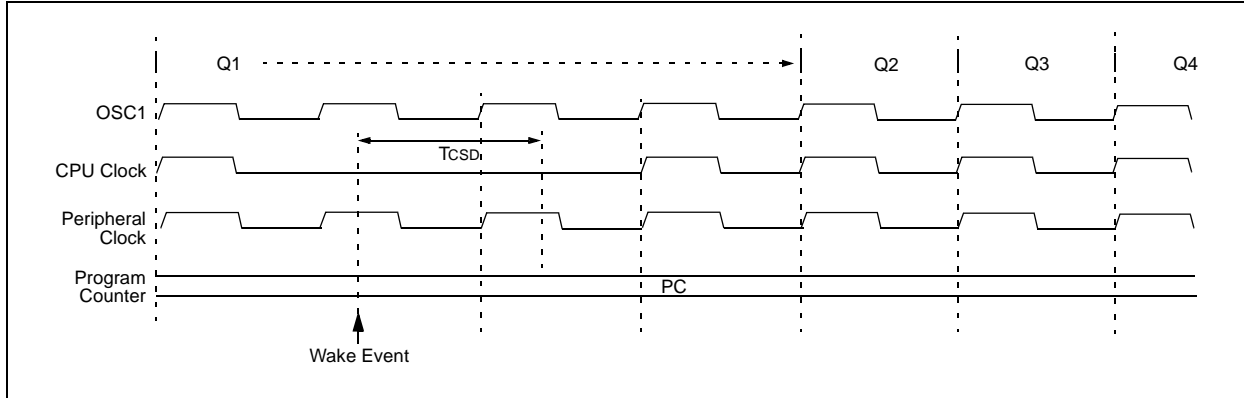 Q1 Q2 Q3 Q4
OSC1
TCSD
CPU Clock
Peripheral
Clock
Program
Counter
PC
Wake Event